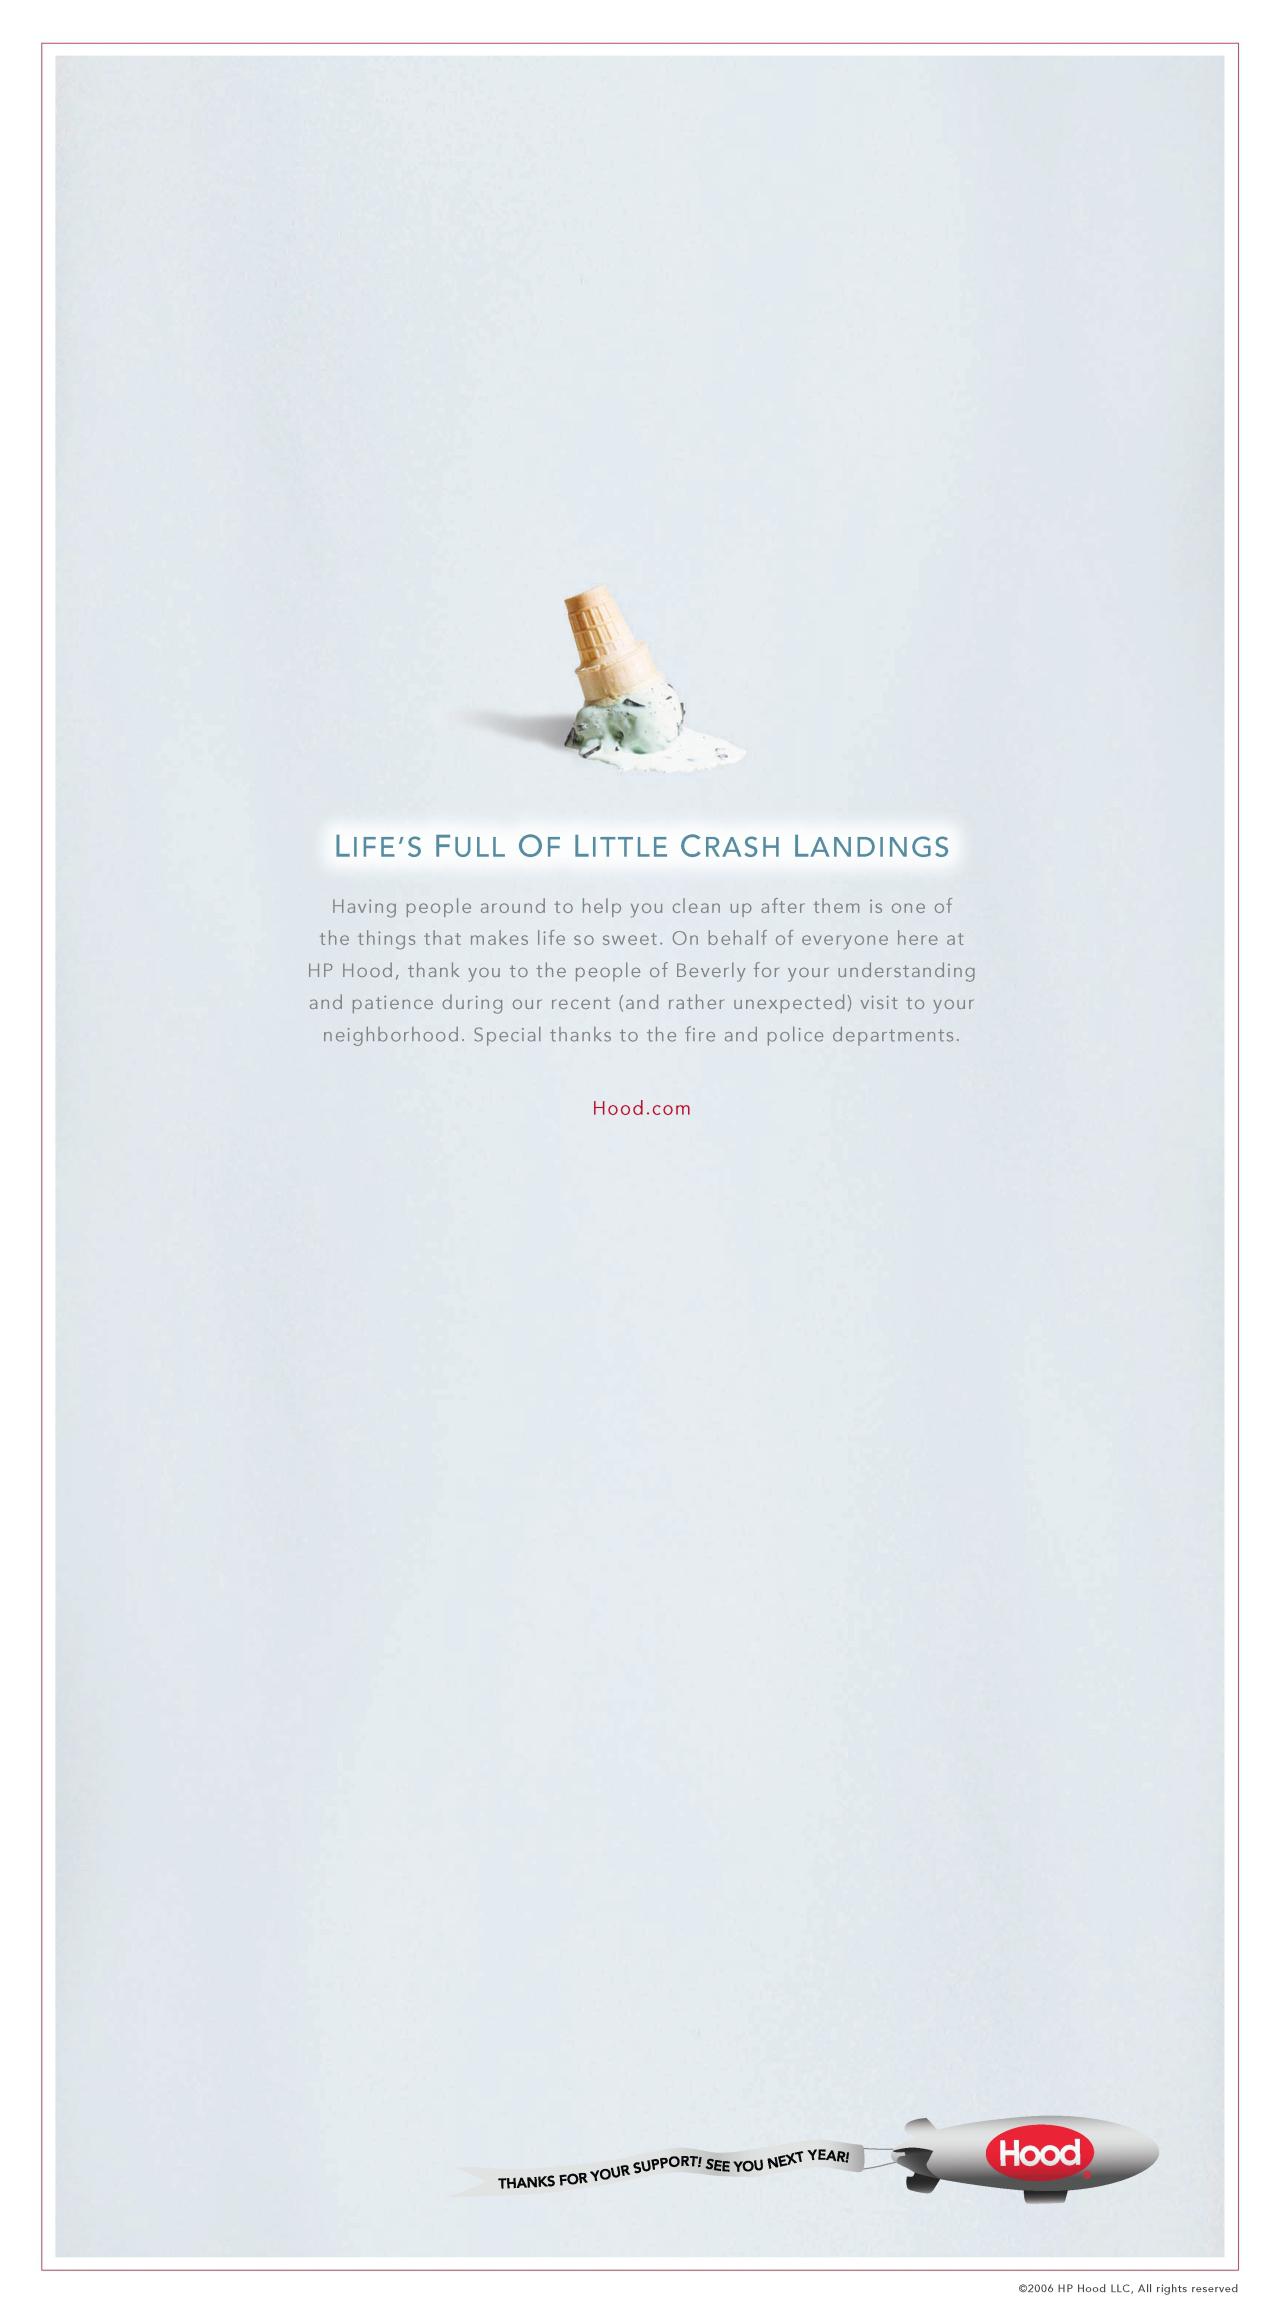 LIFE'S FULL OF LITTLE CRASH LANDINGS
Having people around to help you clean up after them is one of
the things that makes life so sweet. On behalf of everyone here at
HP Hood, thank you to the people of Beverly for your understanding
and patience during our recent (and rather unexpected) visit to your
neighborhood. Special thanks to the fire and police departments.
Hood.com
THANKS FOR YOUR SUPPORT! SEE YOU NEXT YEAR!
Hood®
©2006 HP Hood LLC, All rights reserved